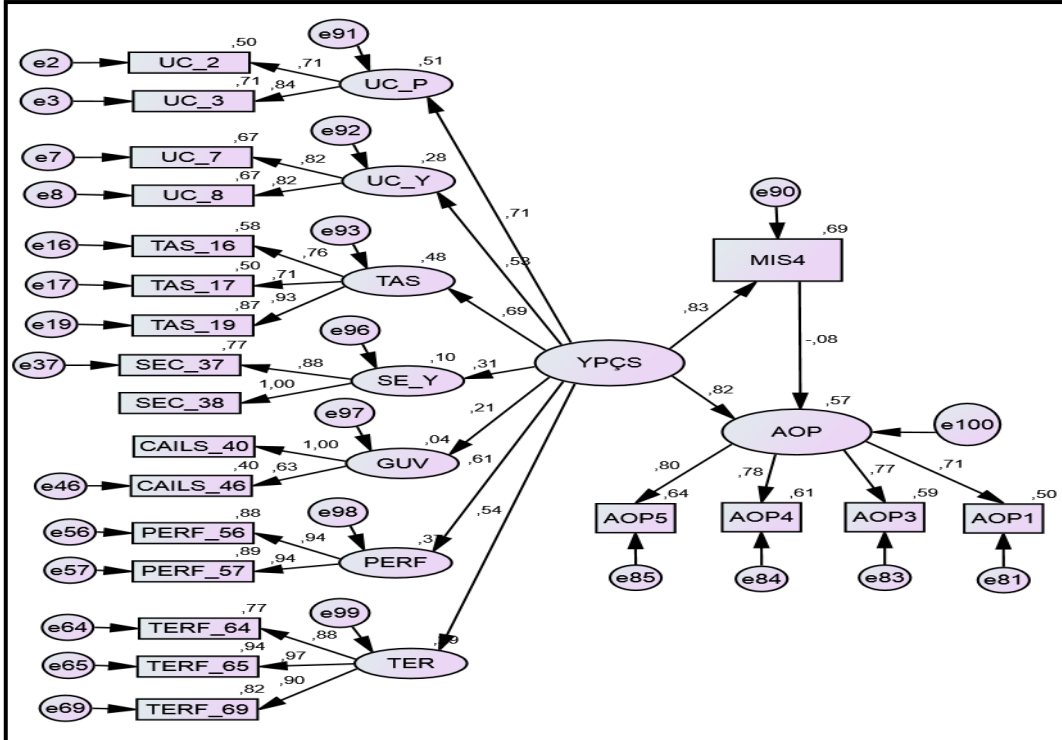 e91
,50
,51
e2
UC_2
,71
UC_P
,71
,84
e3
UC_3
e92
,67
,28
e7
UC_7
,82
UC_Y
,67
,82
e8
UC_8
e93
,58
,48
e16
TAS_16
,76
,50
,71
TAS
e17
TAS_17
,87
,93
e19
TAS_19
e96
,77
,10
e37
SEC_37
,88
SE_Y
1,00
SEC_38
e97
,04
CAILS_40
1,00
GUV
,40
,63
e46
CAILS_46
e98
,88
e56
PERF_56
,94
PERF
,89
,94
e57
PERF_57
e99
,77
e64
TERF_64
,88
,94
,97
TER
e65
TERF_65
,82
,90
e69
TERF_69
,71
,53
,69
,31
,21
,61
,54
YPÇS
e90
,69
MIS4
,83
-,08
,82
,57
AOP
e100
,80
,78
,77
,71
,64
,61
,59
,50
AOP5
AOP4
AOP3
AOP1
e85
e84
e83
e81